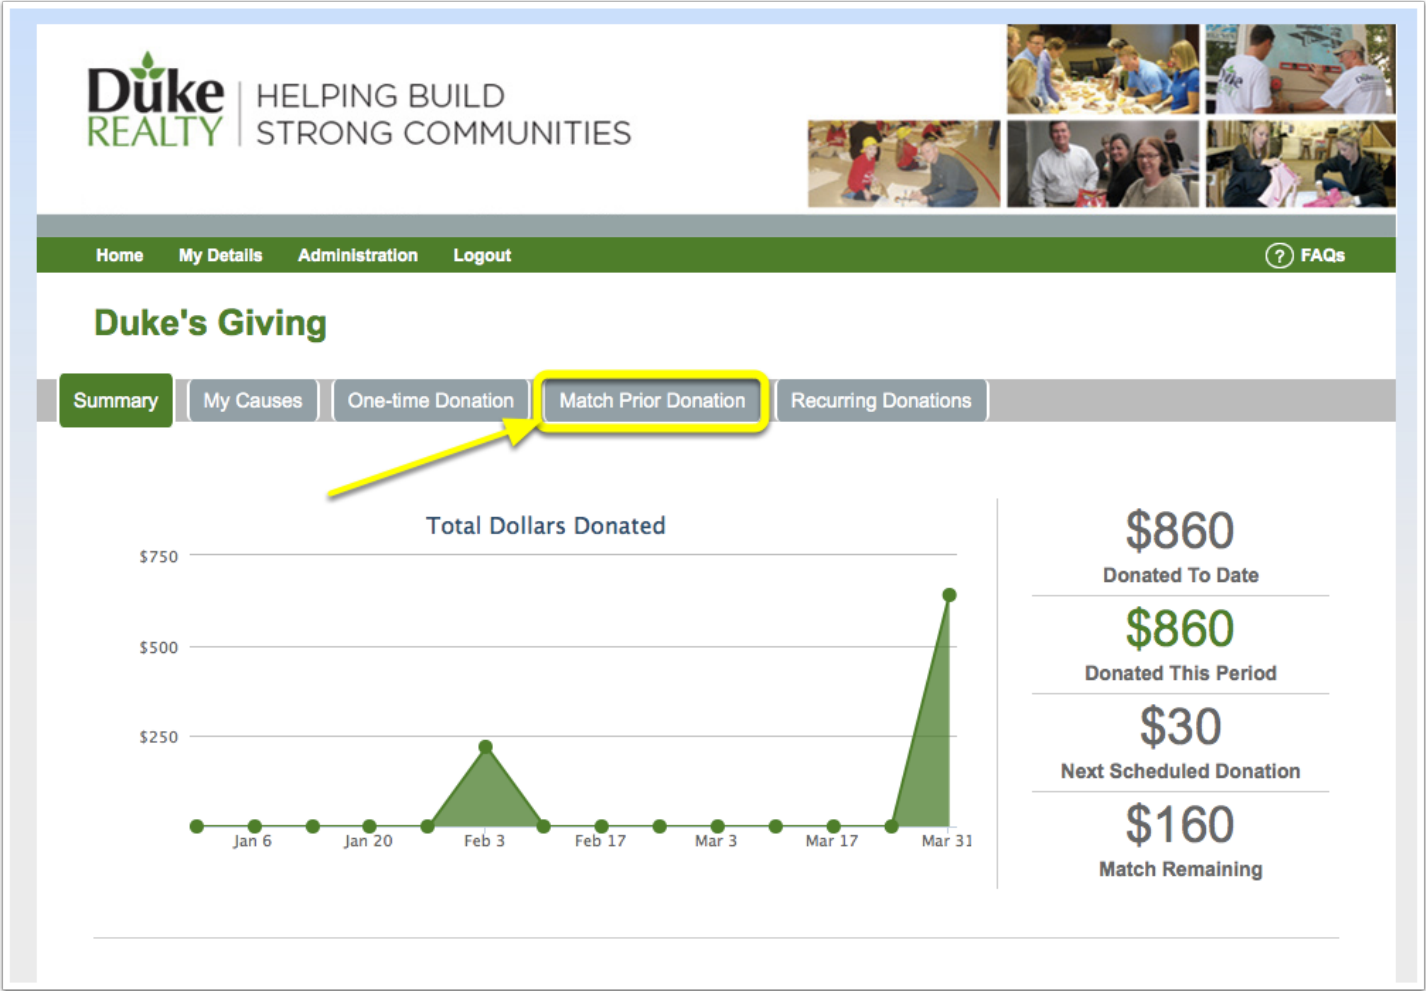 Duke
REALTY
HELPING BUILD
STRONG COMMUNITIES
Home My Details Administration Logout ? FAQs
Duke's Giving
Summary My Causes One-time Donation Match Prior Donation Recurring Donations
Total Dollars Donated
$750
$500
$250
Jan 6 Jan 20 Feb 3 Feb 17 Mar 3 Mar 17 Mar 31
$860
Donated To Date
$860
Donated This Period
$30
Next Scheduled Donation
$160
Match Remaining